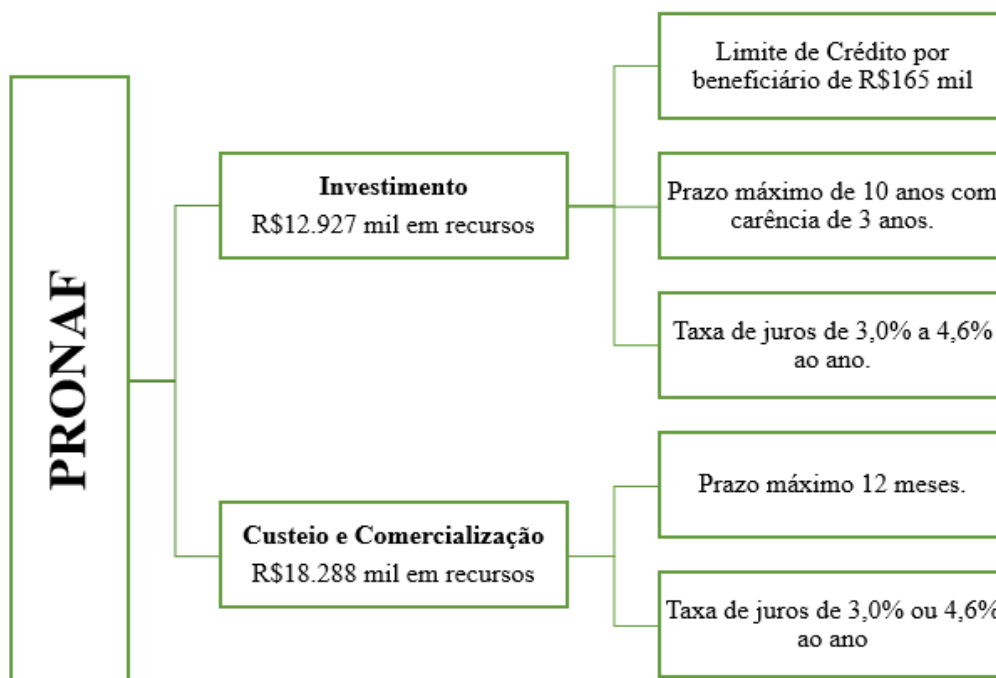 PRONAF
Investimento
R$12.927 mil em recursos
Limite de Crédito por
beneficiário de R$165 mil
Prazo máximo de 10 anos com
carência de 3 anos.
Taxa de juros de 3,0% a 4,6%
ao ano.
Custeio e Comercialização
R$18.288 mil em recursos
Prazo máximo 12 meses.
Taxa de juros de 3,0% ou 4,6%
ao ano